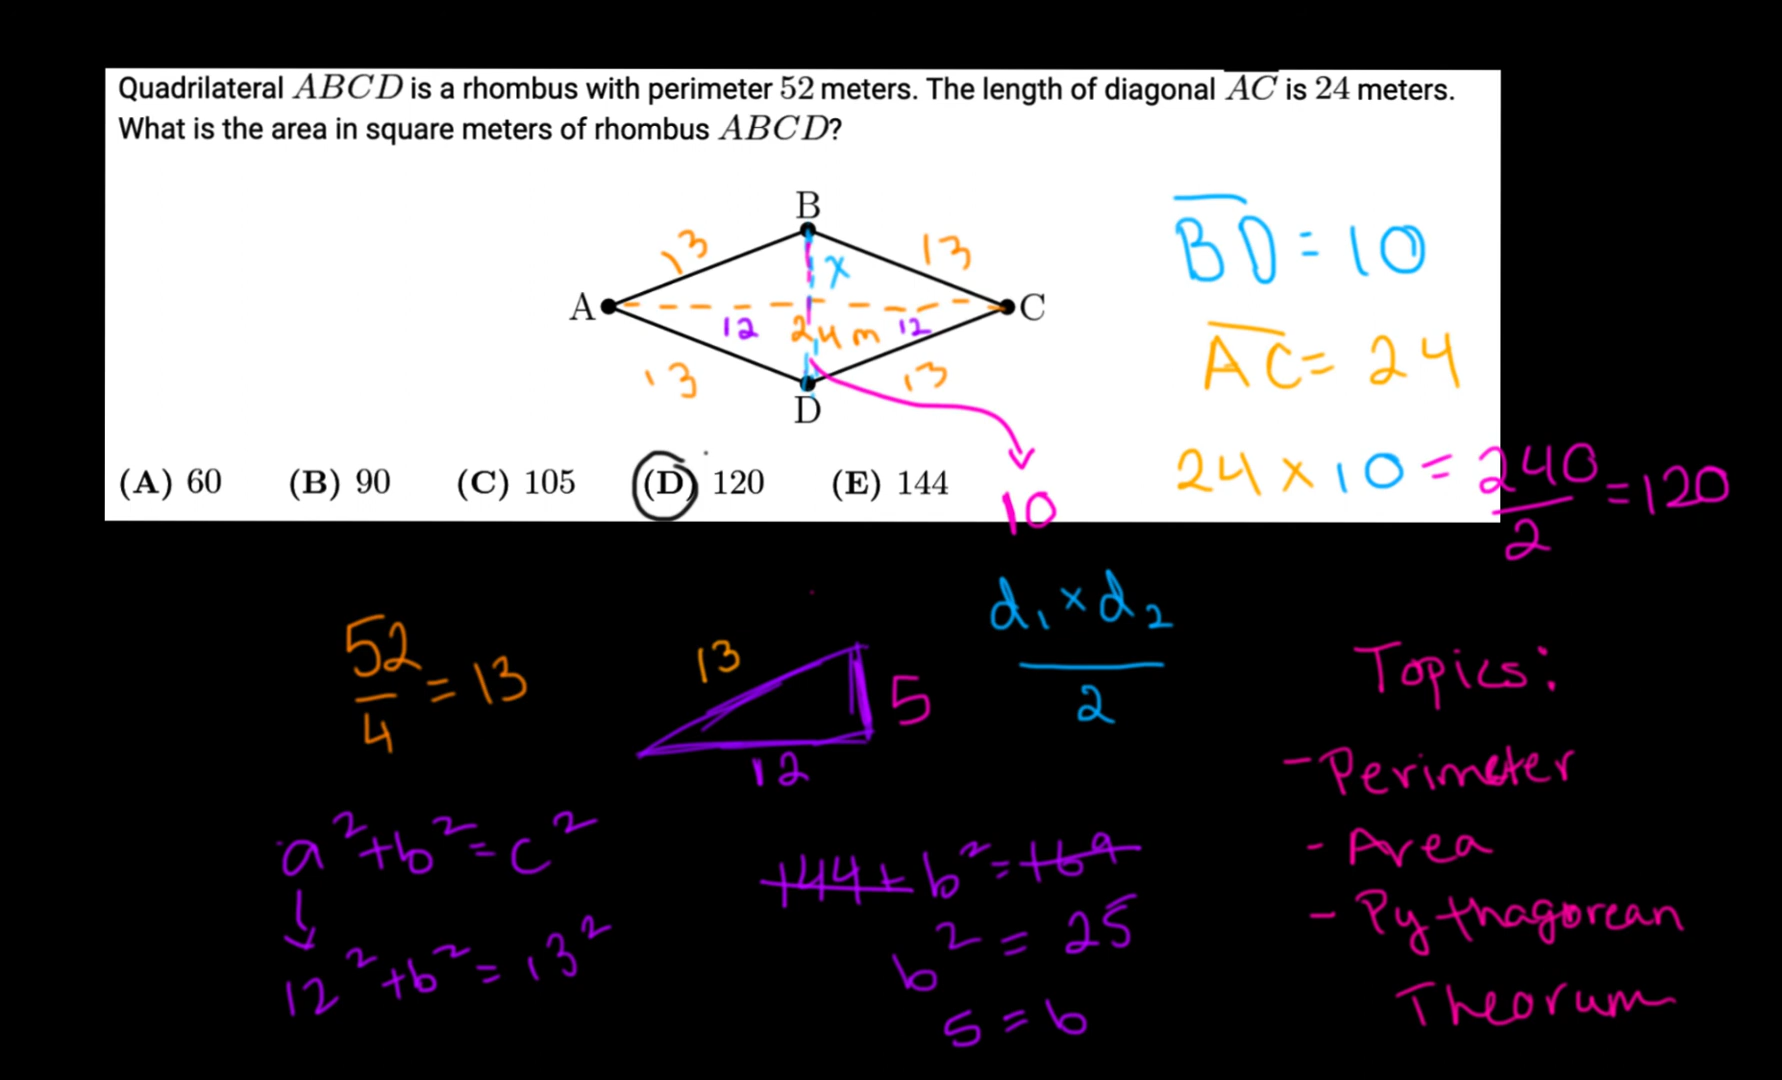 Quadrilateral ABCD is a rhombus with perimeter 52 meters. The length of diagonal AC is 24 meters.
What is the area in square meters of rhombus ABCD?
B
13
13
x
A
C
12
24 m
12
13
13
D
10
BD = 10
AC = 24
24 x 10 = 240/2 = 120
(A) 60 (B) 90 (C) 105 (D) 120 (E) 144
52/4 = 13
13
5
12
d₁ x d₂
2
a² + b² = c²
12² + b² = 13²
144 + b² = 169
b² = 25
5 = b
Topics:
- Perimeter
- Area
- Pythagorean
Theorum